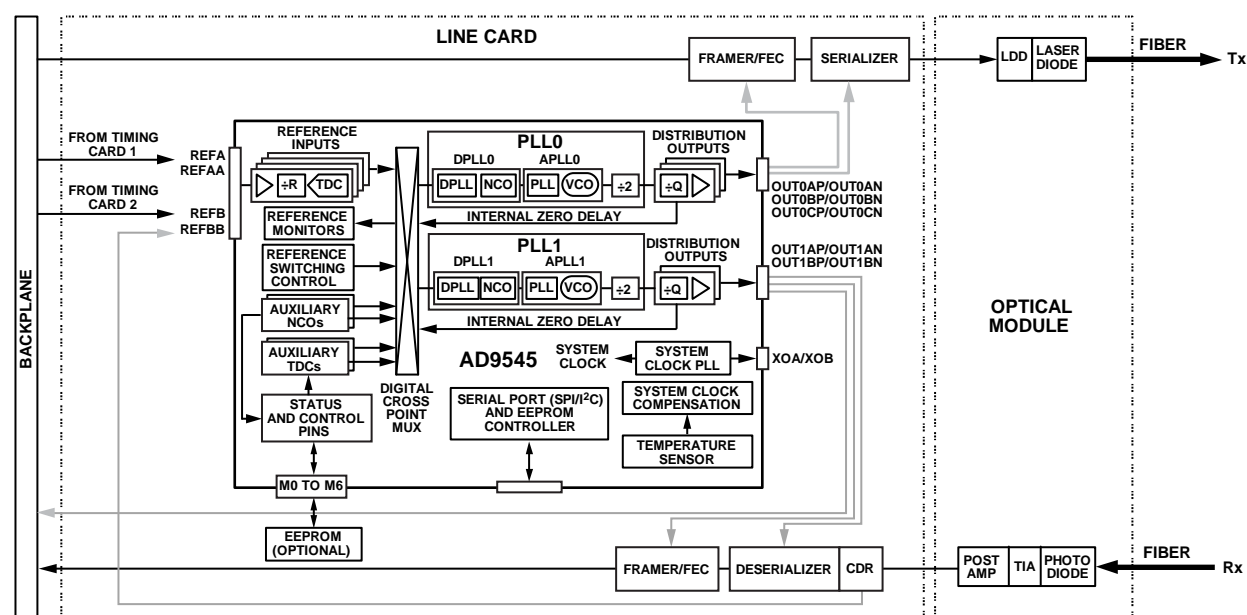 LINE CARD
FRAMER/FEC
SERIALIZER
LDD
LASER
DIODE
FIBER
Tx
BACKPLANE
FROM TIMING
CARD 1
REFA
REFAA
FROM TIMING
CARD 2
REFB
REFBB
REFERENCE
INPUTS
÷R
TDC
REFERENCE
MONITORS
REFERENCE
SWITCHING
CONTROL
AUXILIARY
NCOs
AUXILIARY
TDCs
STATUS
AND CONTROL
PINS
M0 TO M6
EEPROM
(OPTIONAL)
DIGITAL
CROSS
POINT
MUX
PLL0
DPLL0
APLL0
DPLL
NCO
PLL
VCO
÷2
INTERNAL ZERO DELAY
DISTRIBUTION
OUTPUTS
÷Q
OUT0AP/OUT0AN
OUT0BP/OUT0BN
OUT0CP/OUT0CN
PLL1
DPLL1
APLL1
DPLL
NCO
PLL
VCO
÷2
INTERNAL ZERO DELAY
DISTRIBUTION
OUTPUTS
÷Q
OUT1AP/OUT1AN
OUT1BP/OUT1BN
AD9545
SYSTEM
CLOCK
SYSTEM
CLOCK PLL
XOA/XOB
SERIAL PORT (SPI/I²C)
AND EEPROM
CONTROLLER
SYSTEM CLOCK
COMPENSATION
TEMPERATURE
SENSOR
OPTICAL
MODULE
FRAMER/FEC
DESERIALIZER
CDR
POST
AMP
TIA
PHOTO
DIODE
FIBER
Rx